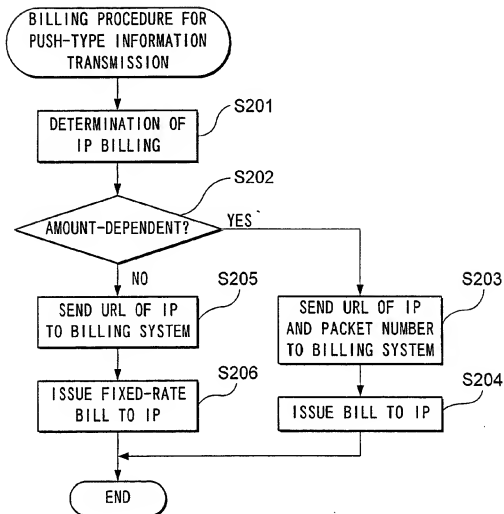 BILLING PROCEDURE FOR
PUSH-TYPE INFORMATION
TRANSMISSION
S201
DETERMINATION OF
IP BILLING
S202
AMOUNT-DEPENDENT?
YES
NO
S205
SEND URL OF IP
TO BILLING SYSTEM
S203
SEND URL OF IP
AND PACKET NUMBER
TO BILLING SYSTEM
S206
ISSUE FIXED-RATE
BILL TO IP
S204
ISSUE BILL TO IP
END